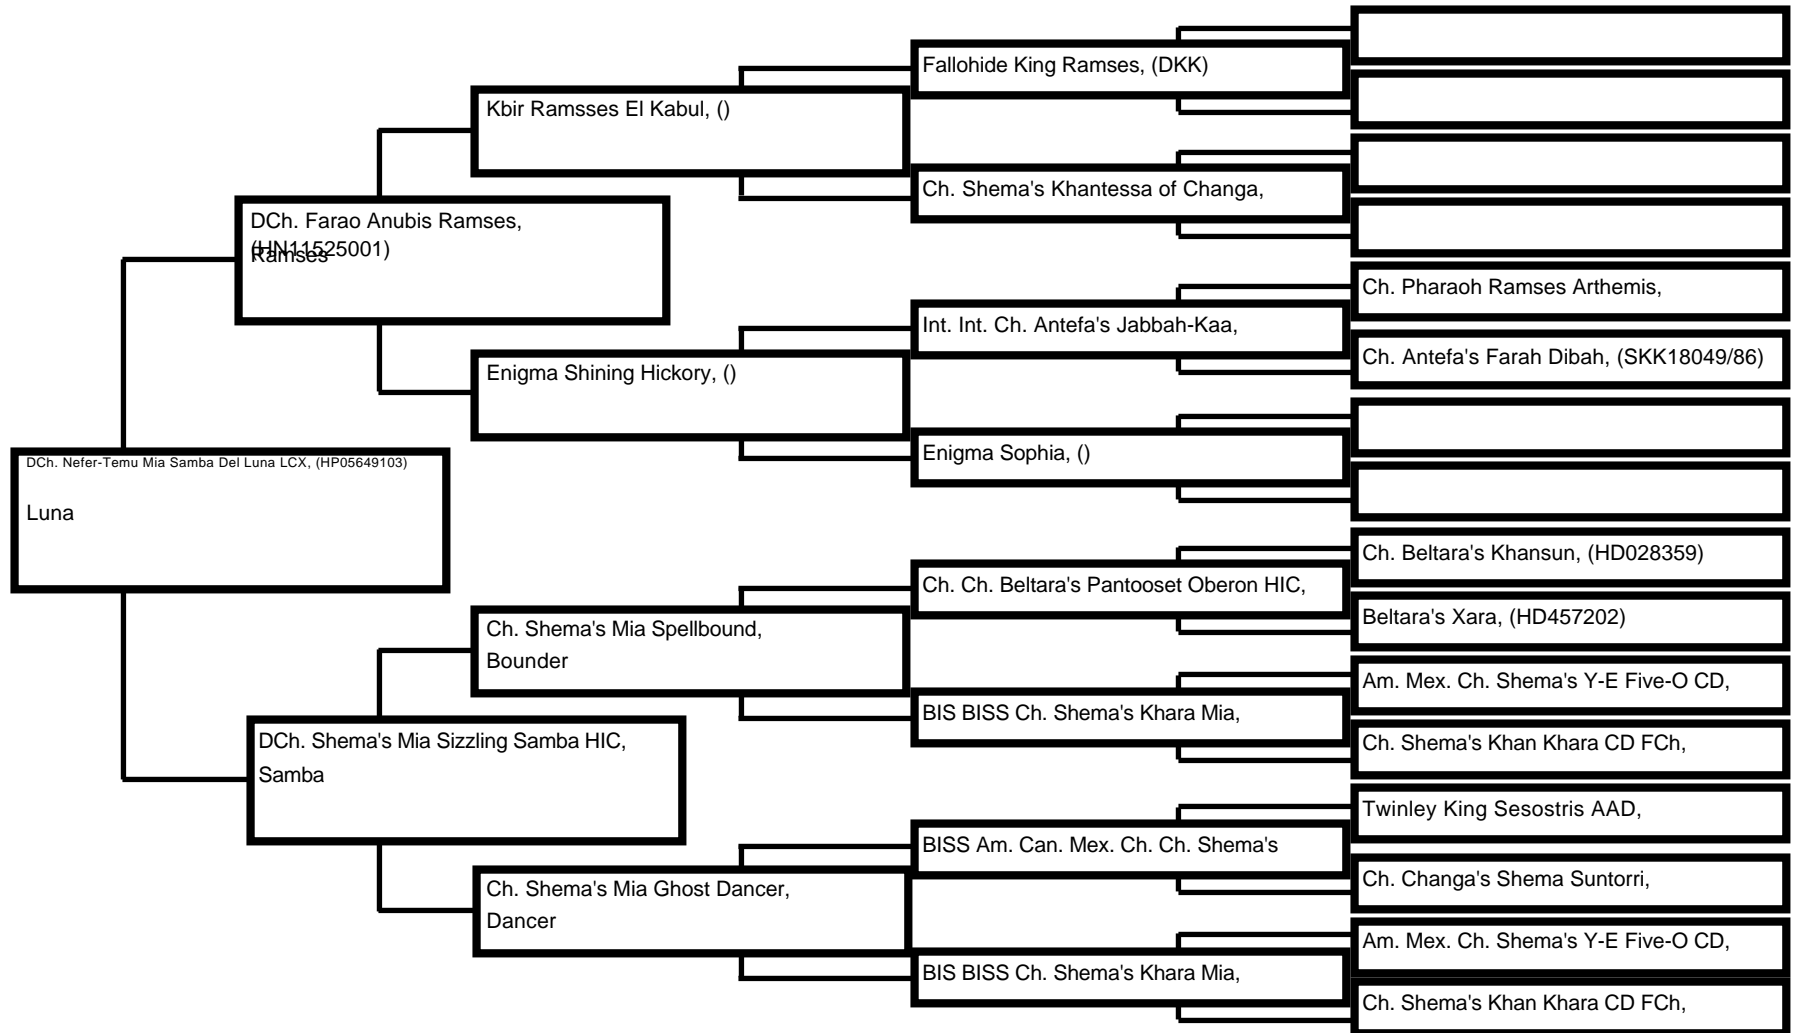 Fallohide King Ramses, (DKK)
Kbir Ramsses El Kabul, ()
Ch. Shema's Khantessa of Changa,
DCh. Farao Anubis Ramses,
(HN11525001)
Ramses
Ch. Pharaoh Ramses Arthemis,
Int. Int. Ch. Antefa's Jabbah-Kaa,
Ch. Antefa's Farah Dibah, (SKK18049/86)
Enigma Shining Hickory, ()
Enigma Sophia, ()
DCh. Nefer-Temu Mia Samba Del Luna LCX, (HP05649103)
Luna
Ch. Beltara's Khansun, (HD028359)
Ch. Ch. Beltara's Pantooset Oberon HIC,
Beltara's Xara, (HD457202)
Ch. Shema's Mia Spellbound,
Bounder
Am. Mex. Ch. Shema's Y-E Five-O CD,
BIS BISS Ch. Shema's Khara Mia,
Ch. Shema's Khan Khara CD FCh,
DCh. Shema's Mia Sizzling Samba HIC,
Samba
Twinley King Sesostris AAD,
BISS Am. Can. Mex. Ch. Ch. Shema's
Ch. Changa's Shema Suntorri,
Ch. Shema's Mia Ghost Dancer,
Dancer
Am. Mex. Ch. Shema's Y-E Five-O CD,
BIS BISS Ch. Shema's Khara Mia,
Ch. Shema's Khan Khara CD FCh,